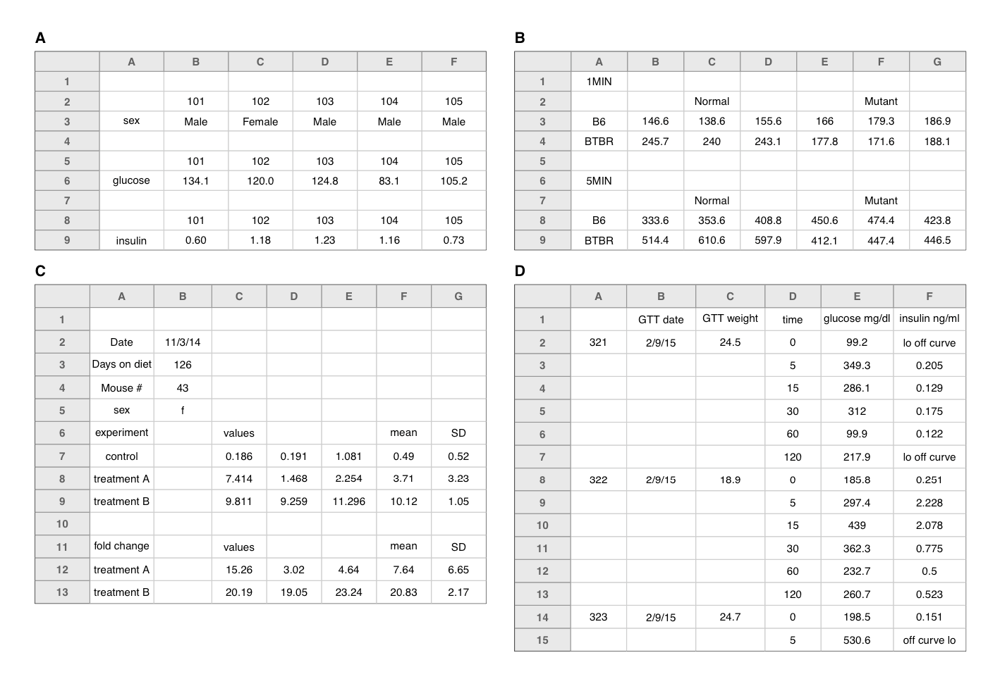 A
A B C D E F
1
2 101 102 103 104 105
3 sex Male Female Male Male Male
4
5 101 102 103 104 105
6 glucose 134.1 120.0 124.8 83.1 105.2
7
8 101 102 103 104 105
9 insulin 0.60 1.18 1.23 1.16 0.73
B
A B C D E F G
1 1MIN
2 Normal Mutant
3 B6 146.6 138.6 155.6 166 179.3 186.9
4 BTBR 245.7 240 243.1 177.8 171.6 188.1
5
6 5MIN
7 Normal Mutant
8 B6 333.6 353.6 408.8 450.6 474.4 423.8
9 BTBR 514.4 610.6 597.9 412.1 447.4 446.5
C
A B C D E F G
1
2 Date 11/3/14
3 Days on diet 126
4 Mouse # 43
5 sex f
6 experiment values mean SD
7 control 0.186 0.191 1.081 0.49 0.52
8 treatment A 7.414 1.468 2.254 3.71 3.23
9 treatment B 9.811 9.259 11.296 10.12 1.05
10
11 fold change values mean SD
12 treatment A 15.26 3.02 4.64 7.64 6.65
13 treatment B 20.19 19.05 23.24 20.83 2.17
D
A B C D E F
1 GTT date GTT weight time glucose mg/dl insulin ng/ml
2 321 2/9/15 24.5 0 99.2 lo off curve
3 5 349.3 0.205
4 15 286.1 0.129
5 30 312 0.175
6 60 99.9 0.122
7 120 217.9 lo off curve
8 322 2/9/15 18.9 0 185.8 0.251
9 5 297.4 2.228
10 15 439 2.078
11 30 362.3 0.775
12 60 232.7 0.5
13 120 260.7 0.523
14 323 2/9/15 24.7 0 198.5 0.151
15 5 530.6 off curve lo